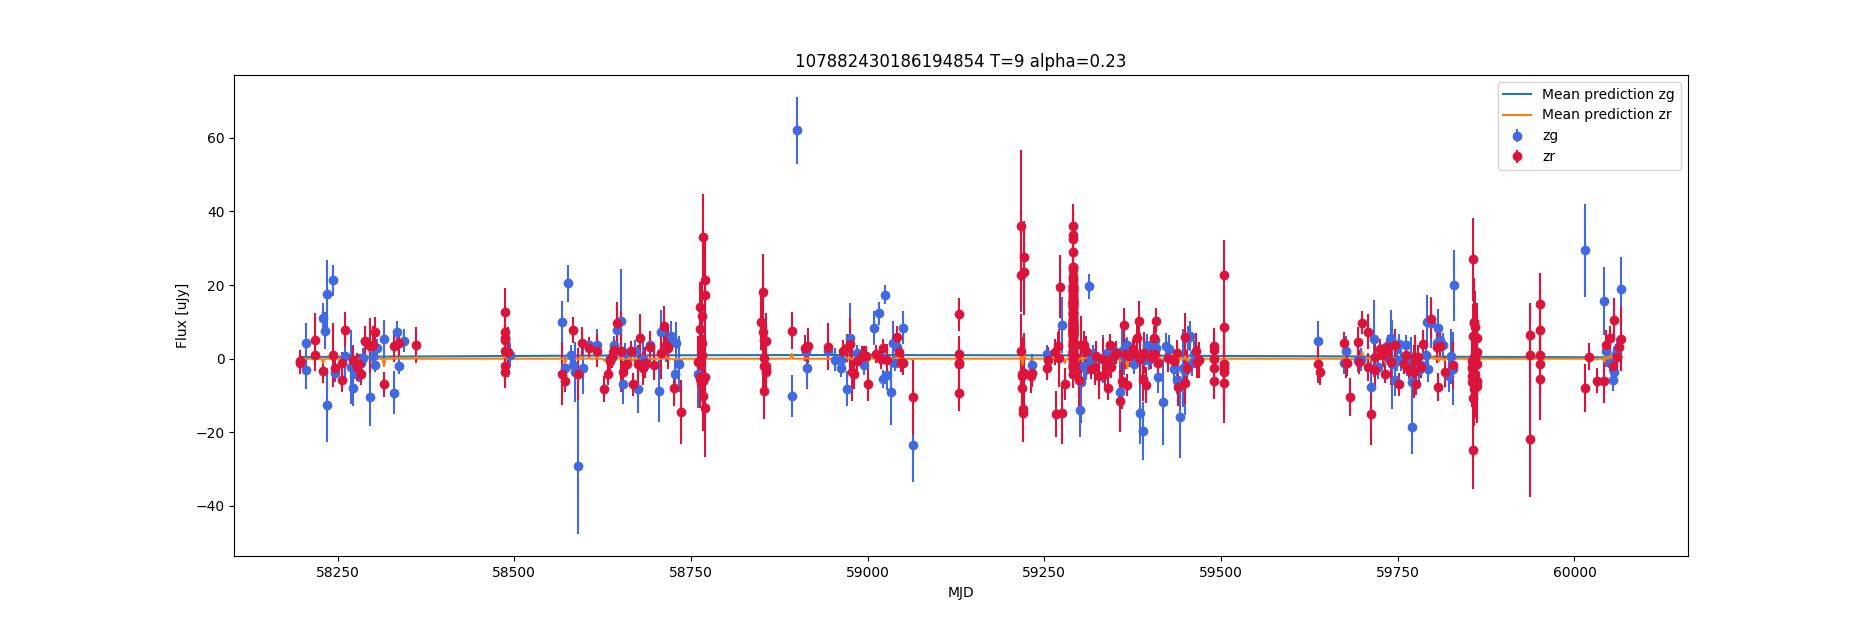 107882430186194854 T=9 alpha=0.23
Mean prediction zg
Mean prediction zr
zg
zr
Flux [uJy]
60
40
20
0
−20
−40
58250 58500 58750 59000 59250 59500 59750 60000
MJD